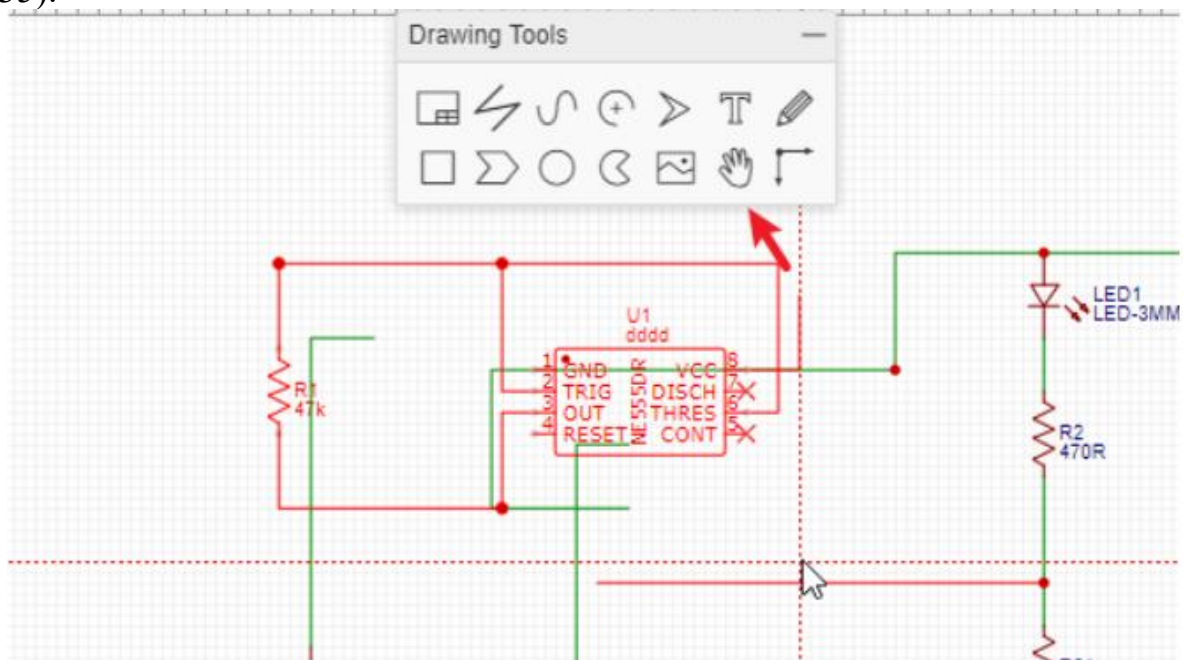 55).
Drawing Tools
LED1
LED-3MM
U1
dddd
1 GND VCC 8
2 TRIG DISCH 7
3 OUT THRES 6
4 RESET CONT 5
NE555DR
R1
47k
R2
470R